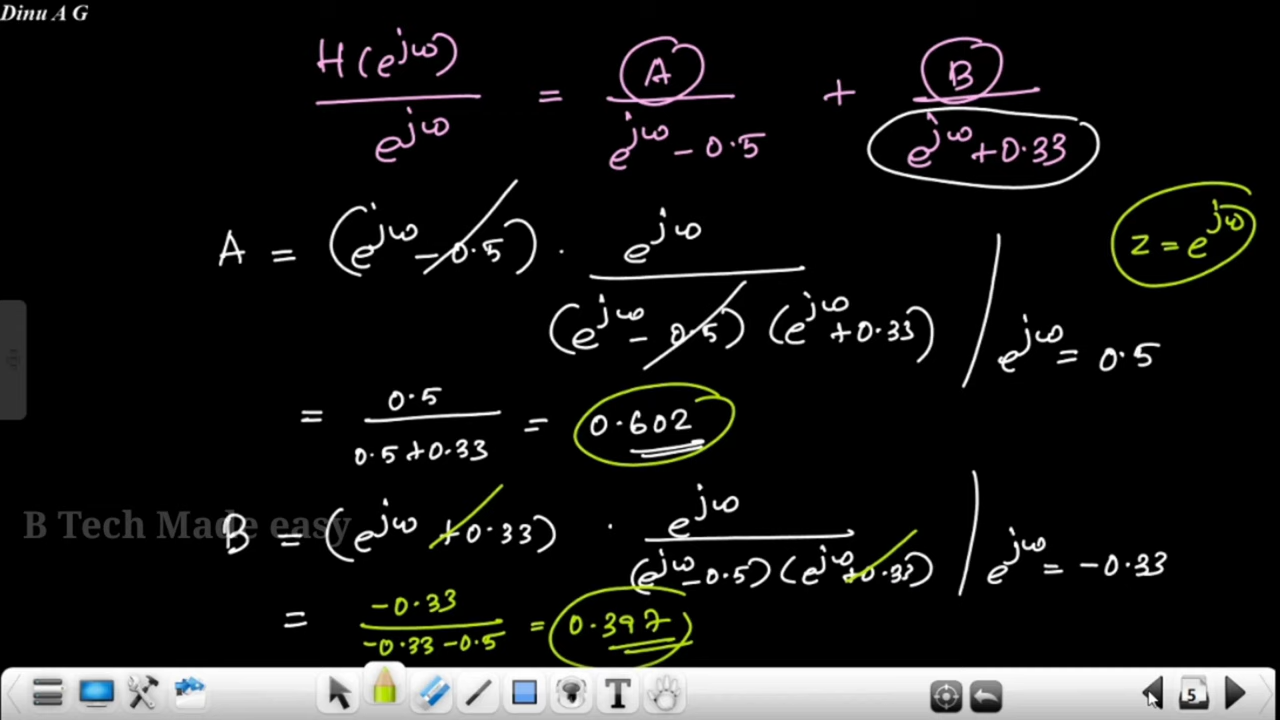 Dinu A G
H(e^jω) / e^jω = A / (e^jω - 0.5) + B / (e^jω + 0.33)
z = e^jω
A = (e^jω - 0.5) · e^jω / (e^jω - 0.5) (e^jω + 0.33) | e^jω = 0.5
= 0.5 / (0.5 + 0.33) = 0.602
B Tech Made easy
B = (e^jω + 0.33) · e^jω / (e^jω - 0.5) (e^jω + 0.33) | e^jω = -0.33
= -0.33 / (-0.33 - 0.5) = 0.397
T
5